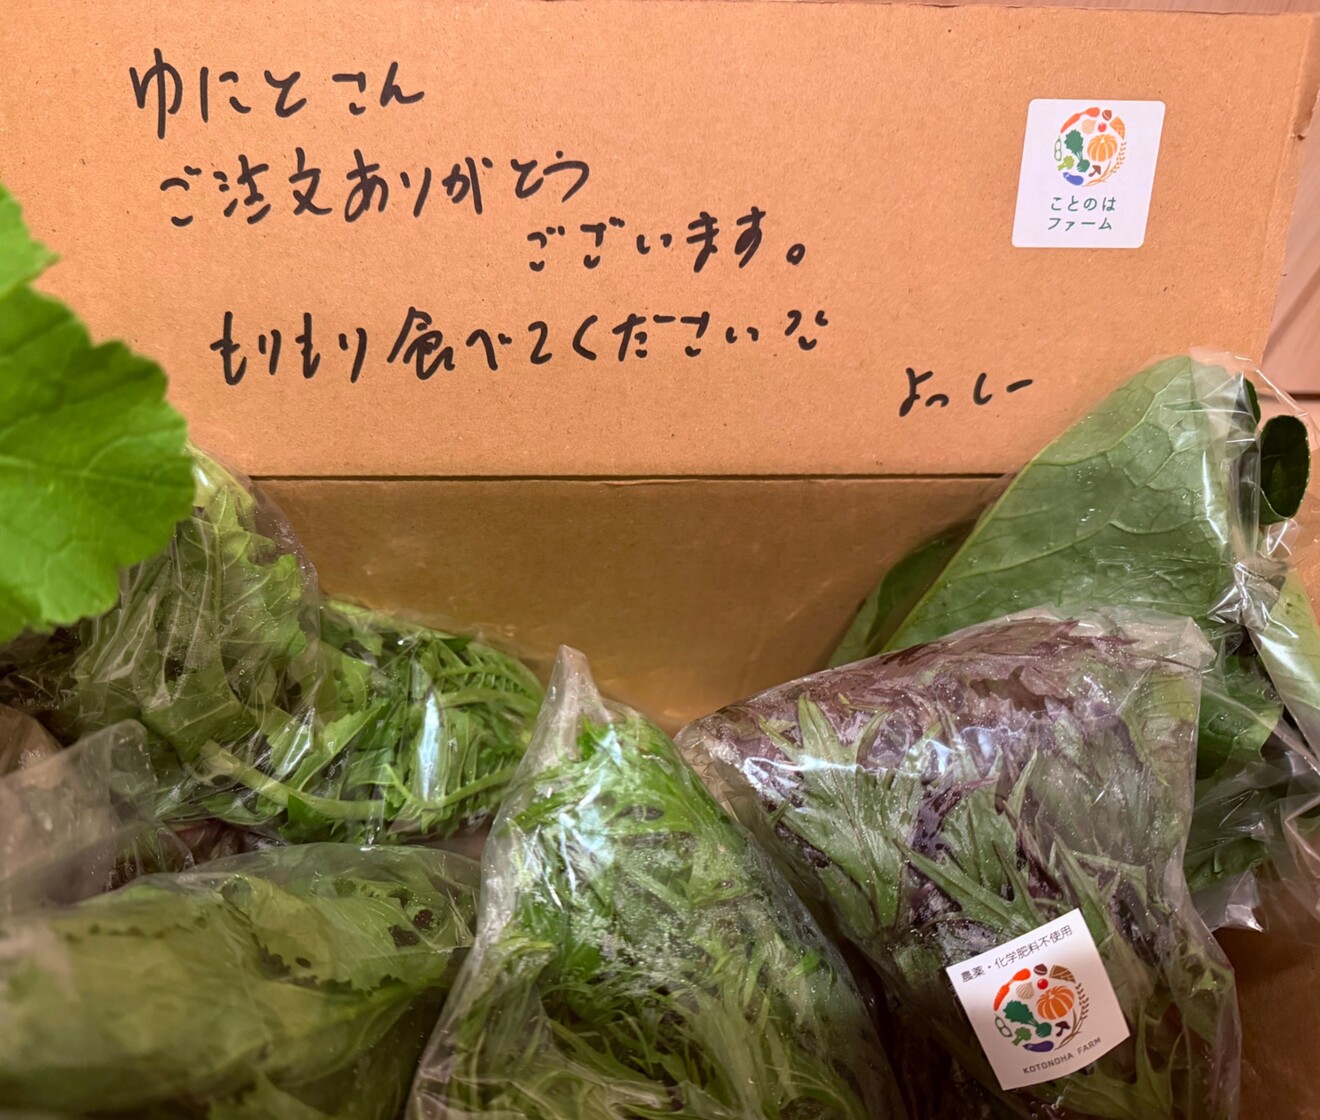 ゆにとさん
ご注文ありがとう
ございます。
もりもり食べてください
よっしー
ことのは
ファーム
農薬・化学肥料不使用
KOTONOHA FARM